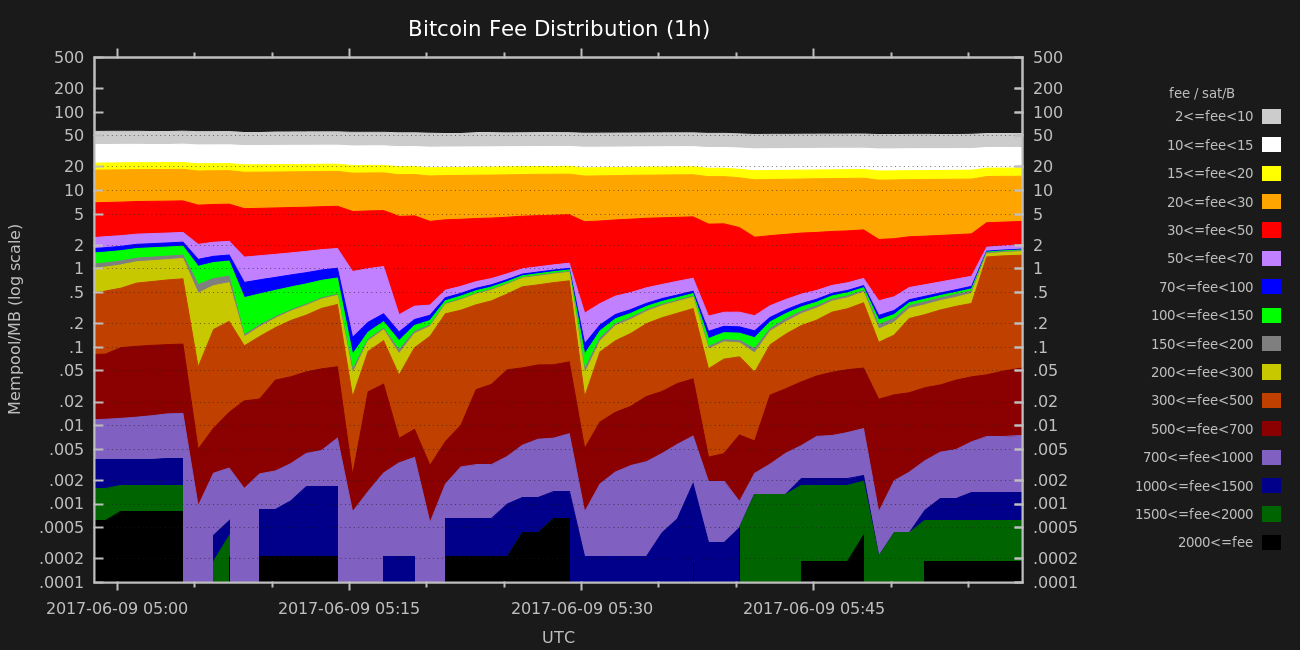 Bitcoin Fee Distribution (1h)
Mempool/MB (log scale)
500
200
100
50
20
10
5
2
1
.5
.2
.1
.05
.02
.01
.005
.002
.001
.0005
.0002
.0001
500
200
100
50
20
10
5
2
1
.5
.2
.1
.05
.02
.01
.005
.002
.001
.0005
.0002
.0001
2017-06-09 05:00
2017-06-09 05:15
2017-06-09 05:30
2017-06-09 05:45
UTC
fee / sat/B
2<=fee<10
10<=fee<15
15<=fee<20
20<=fee<30
30<=fee<50
50<=fee<70
70<=fee<100
100<=fee<150
150<=fee<200
200<=fee<300
300<=fee<500
500<=fee<700
700<=fee<1000
1000<=fee<1500
1500<=fee<2000
2000<=fee